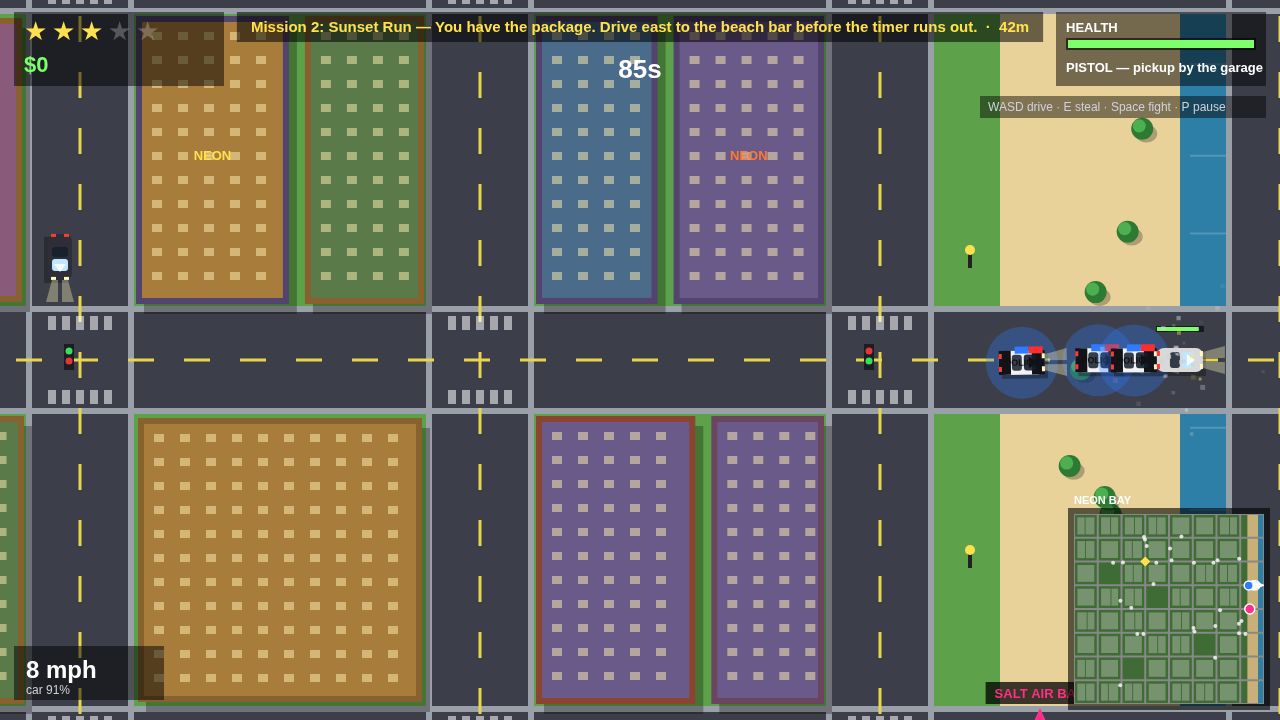 Mission 2: Sunset Run — You have the package. Drive east to the beach bar before the timer runs out. · 42m
$0
85s
HEALTH
PISTOL — pickup by the garage
WASD drive · E steal · Space fight · P pause
NEON
NEON
NEON BAY
8 mph
car 91%
SALT AIR BA